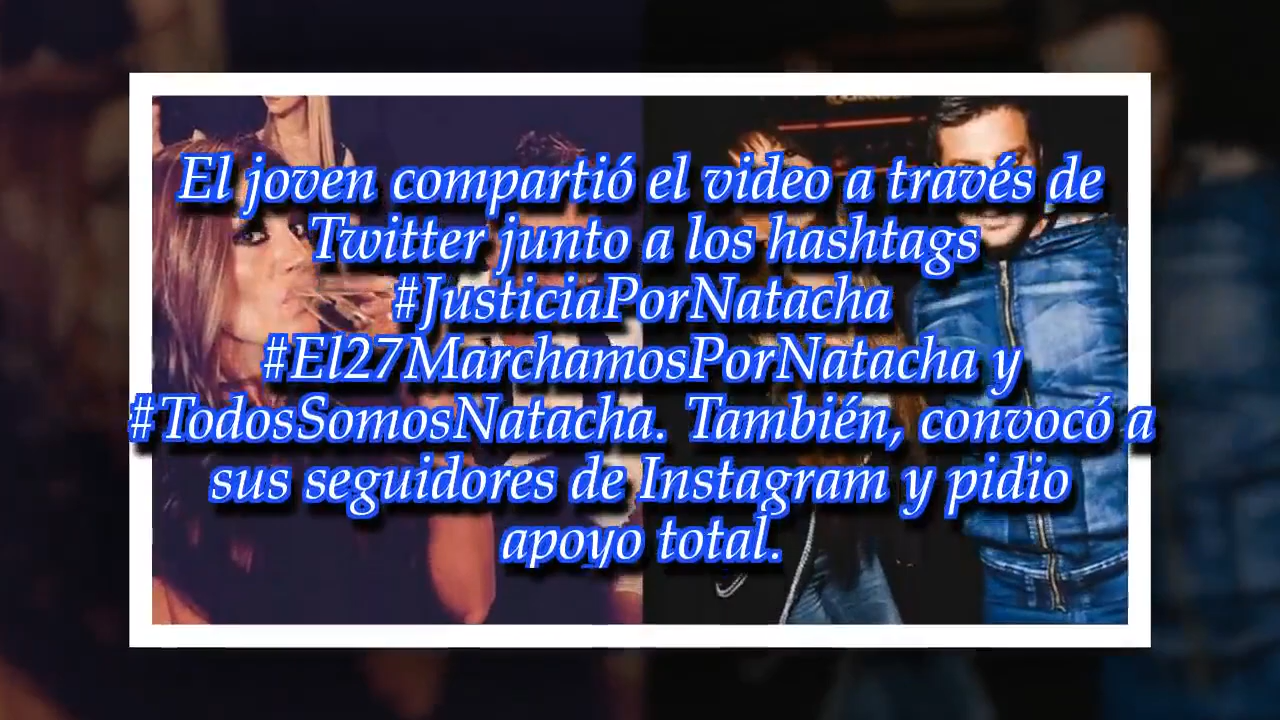 El joven compartió el video a través de
Twitter junto a los hashtags
#JusticiaPorNatacha
#El27MarchamosPorNatacha y
#TodosSomosNatacha. También, convocó a
sus seguidores de Instagram y pidio
apoyo total.